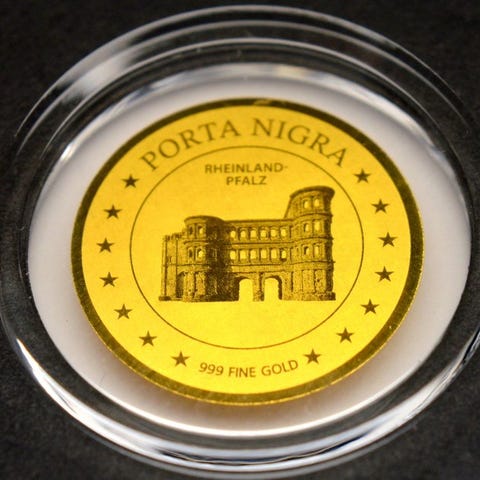 PORTA NIGRA
RHEINLAND-
PFALZ
999 FINE GOLD